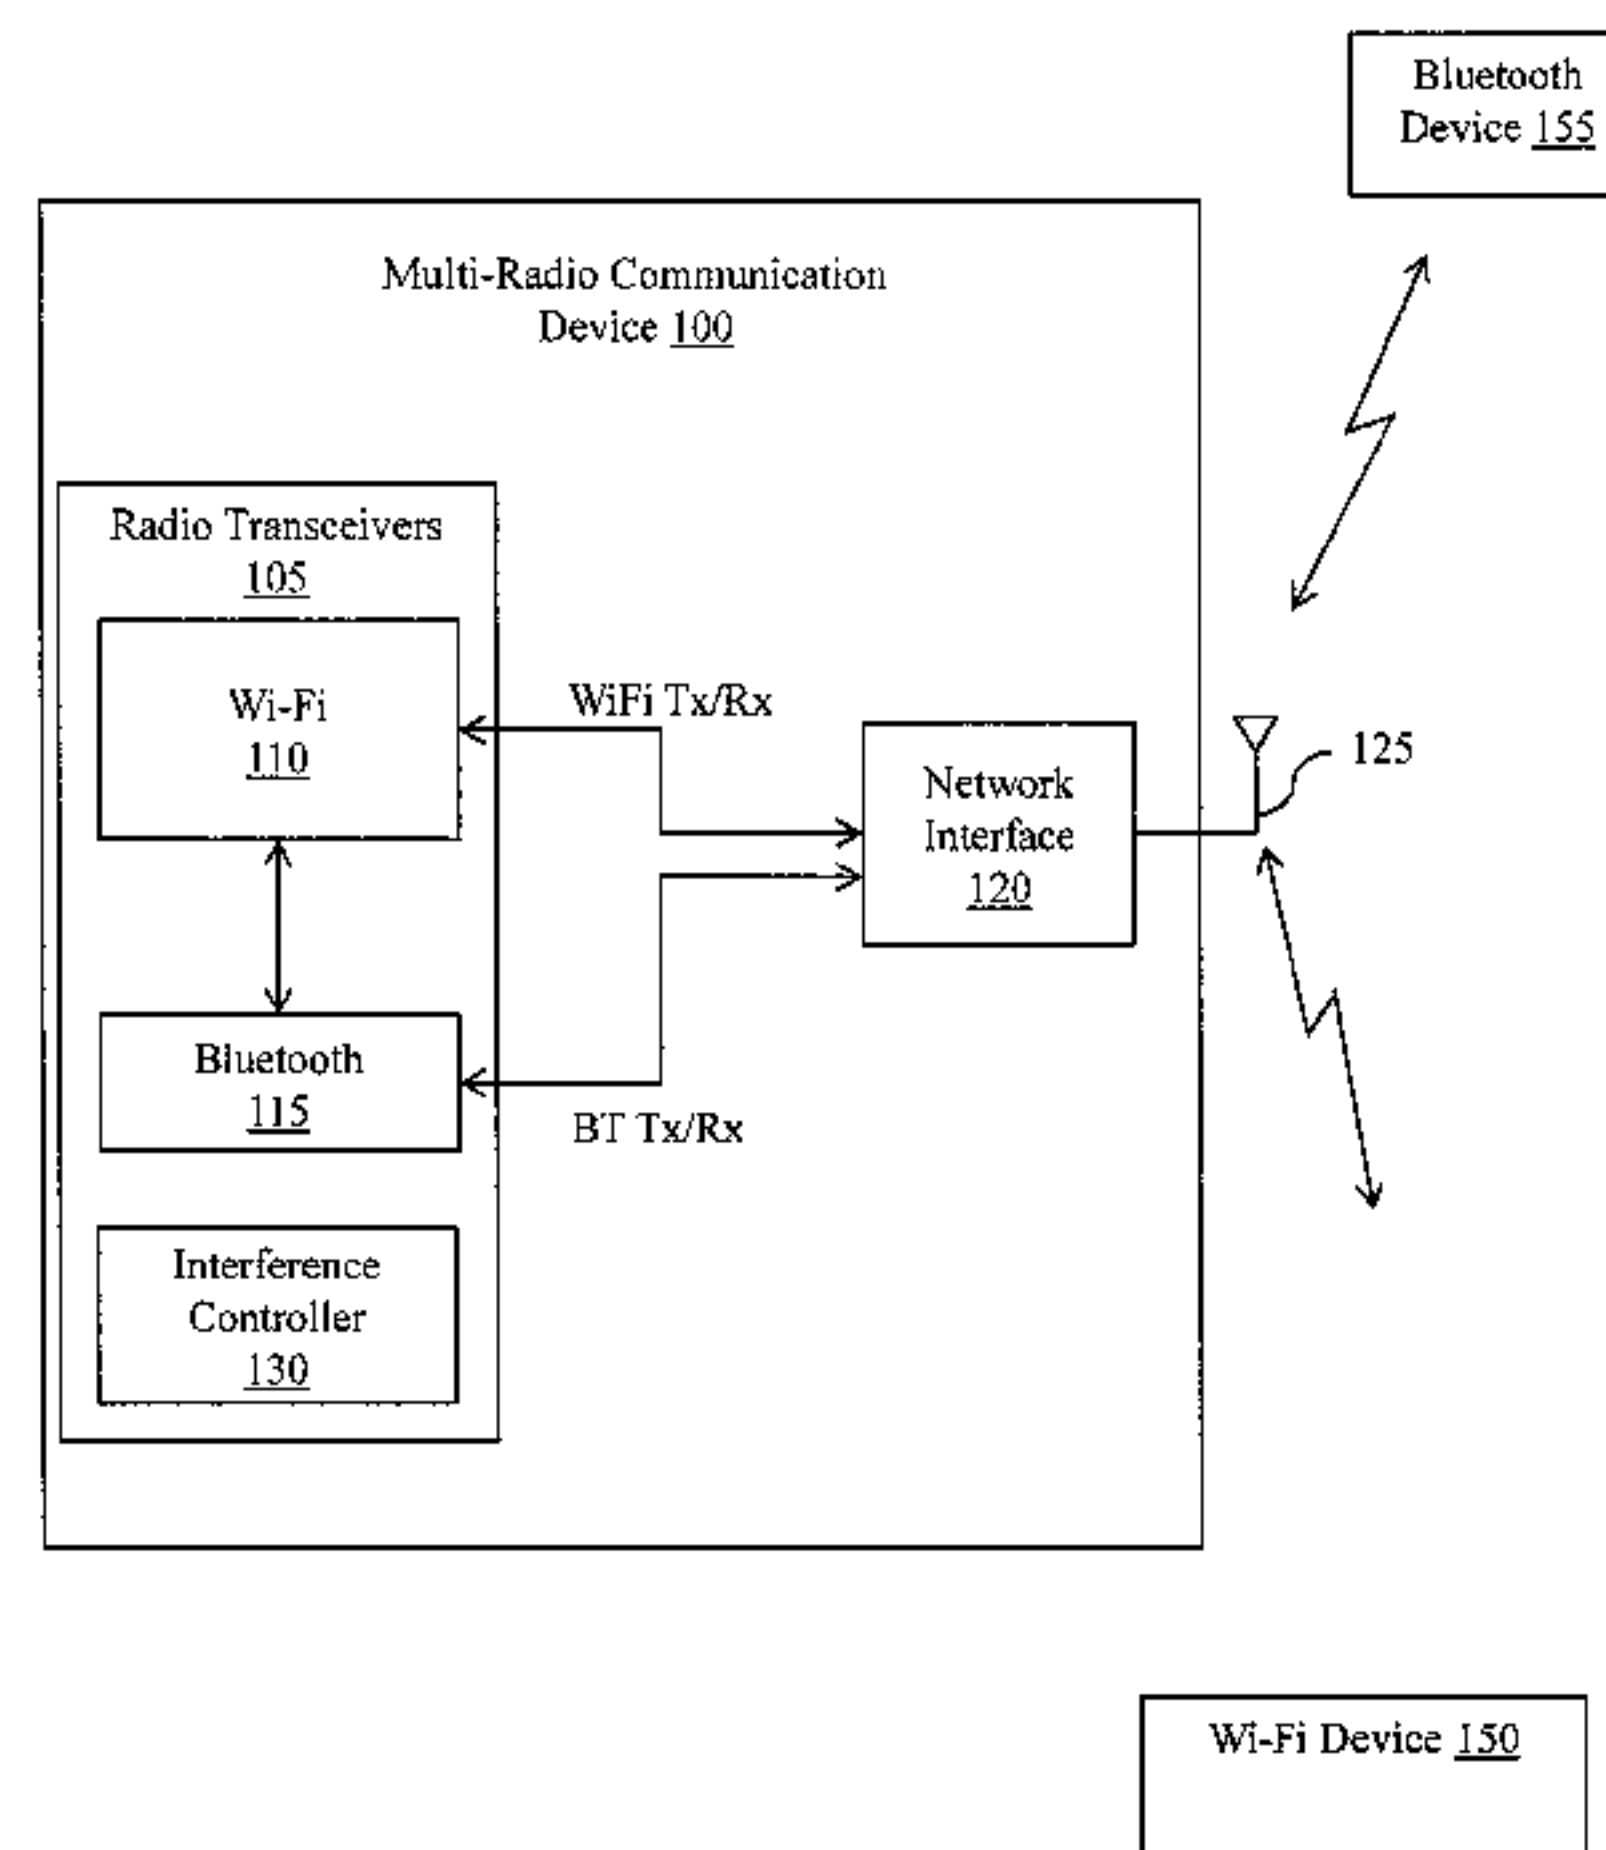 Bluetooth
Device 155
Multi-Radio Communication
Device 100
Radio Transceivers
105
Wi-Fi
110
WiFi Tx/Rx
Network
Interface
120
125
Bluetooth
115
BT Tx/Rx
Interference
Controller
130
Wi-Fi Device 150